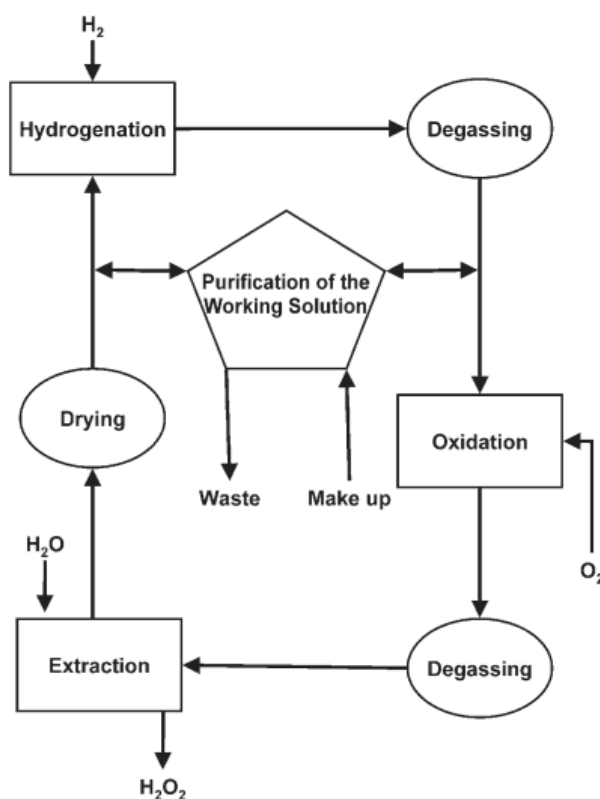 H₂
Hydrogenation
Degassing
Purification of the
Working Solution
Drying
Oxidation
Waste
Make up
H₂O
O₂
Extraction
Degassing
H₂O₂